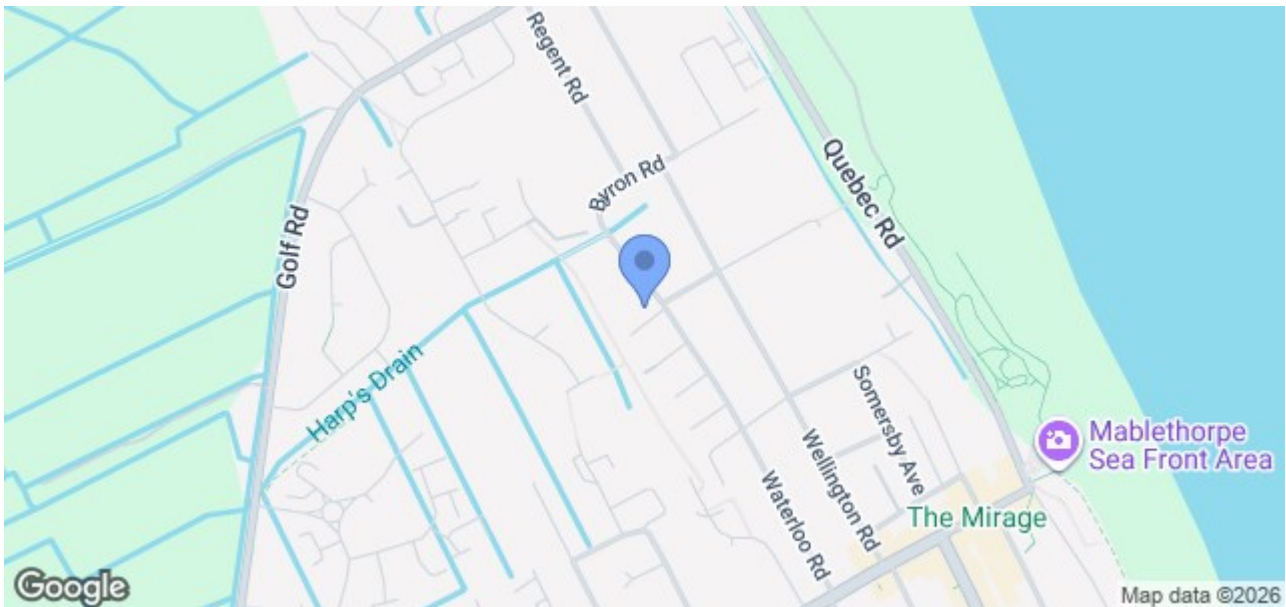 Regent Rd
Byron Rd
Quebec Rd
Golf Rd
Harp's Drain
Somersby Ave
Mablethorpe
Sea Front Area
Wellington Rd
Waterloo Rd
The Mirage
Google
Map data ©2026